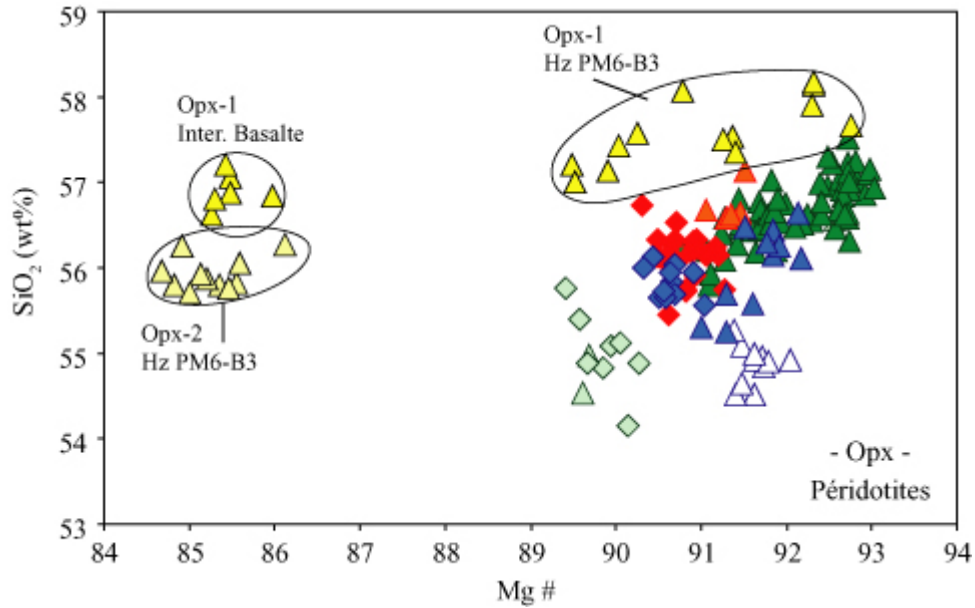 59
58
57
56
55
54
53
SiO₂ (wt%)
Opx-1
Hz PM6-B3
Opx-1
Inter. Basalte
Opx-2
Hz PM6-B3
- Opx -
Péridotites
84 85 86 87 88 89 90 91 92 93 94
Mg #